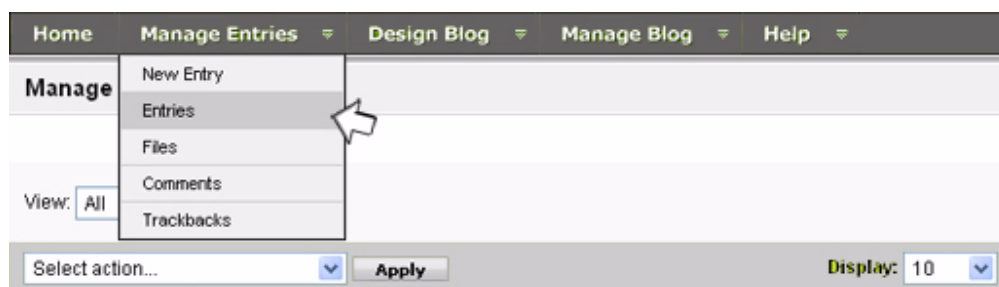 Home Manage Entries Design Blog Manage Blog Help
New Entry
Manage
Entries
Files
Comments
View: All
Trackbacks
Select action... Apply Display: 10